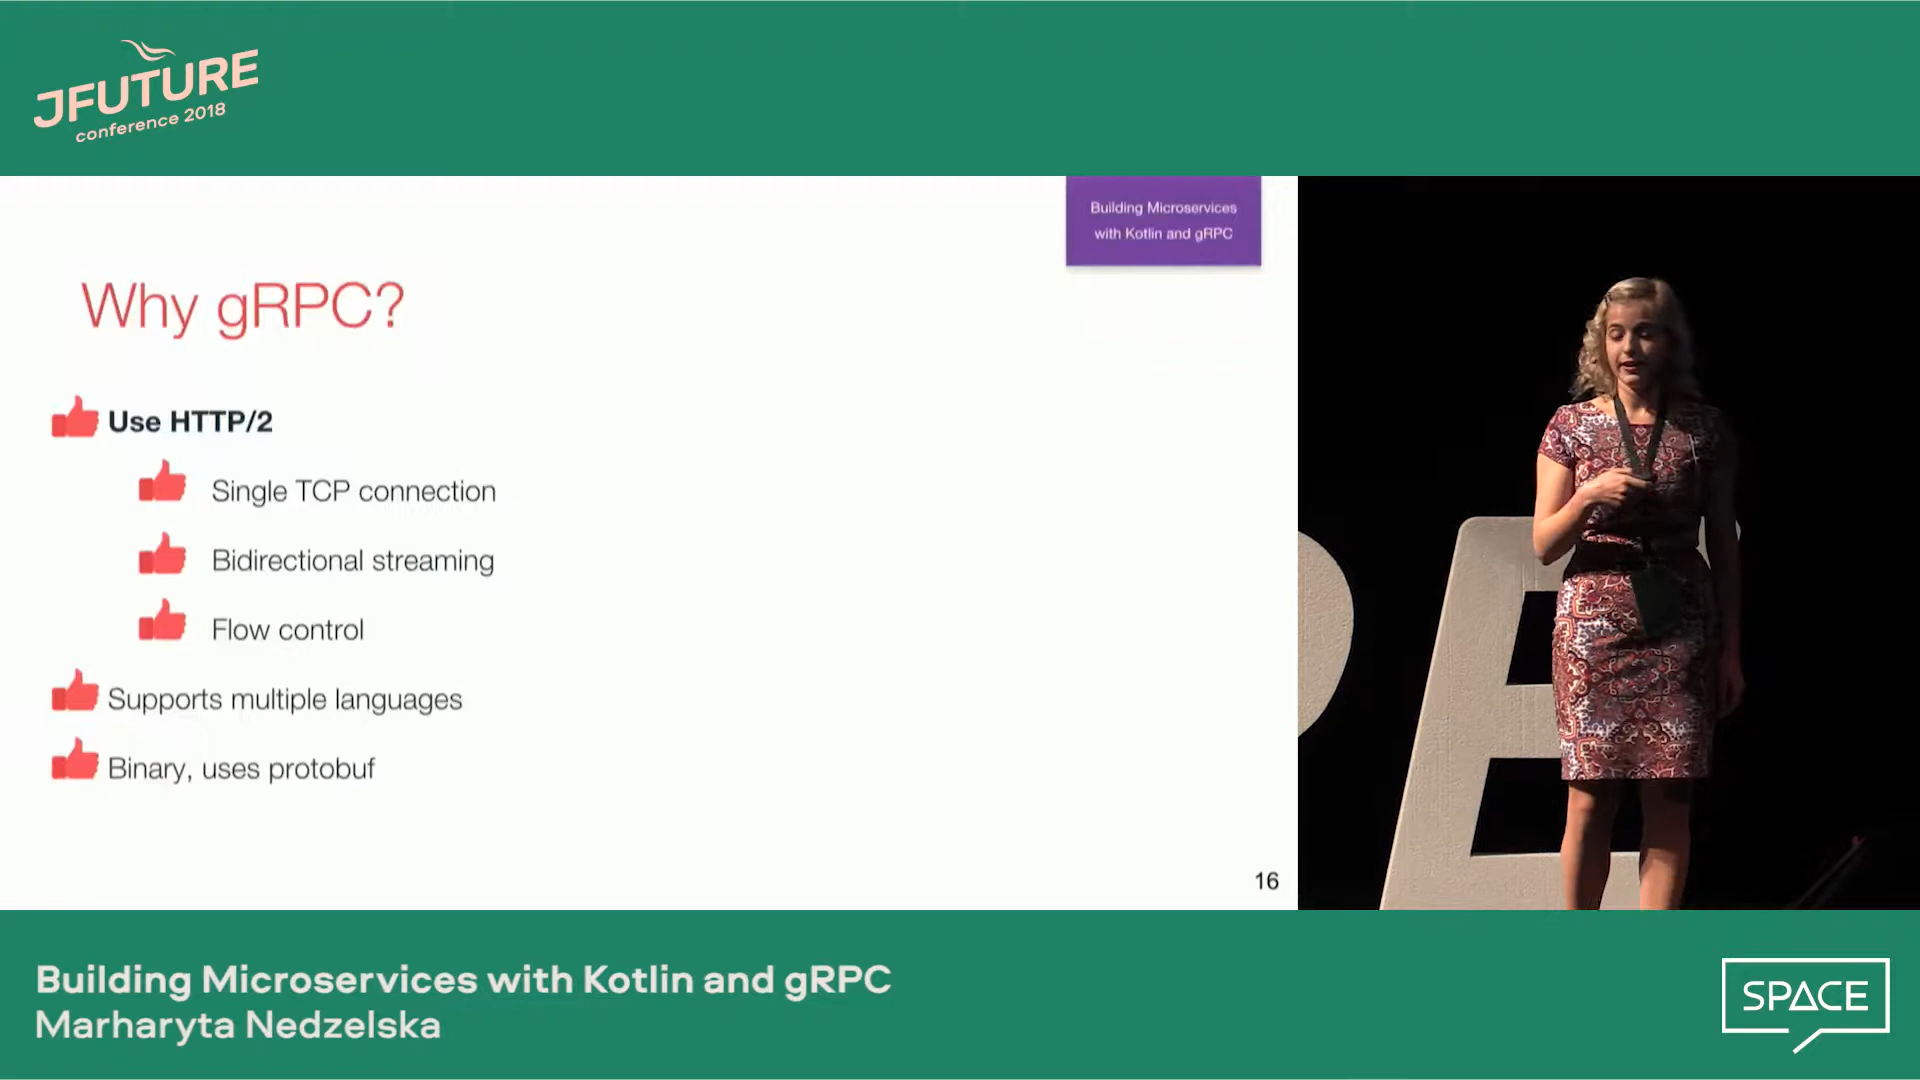 JFUTURE
conference 2018
Building Microservices
with Kotlin and gRPC
Why gRPC?
Use HTTP/2
Single TCP connection
Bidirectional streaming
Flow control
Supports multiple languages
Binary, uses protobuf
16
Building Microservices with Kotlin and gRPC
Marharyta Nedzelska
SPACE